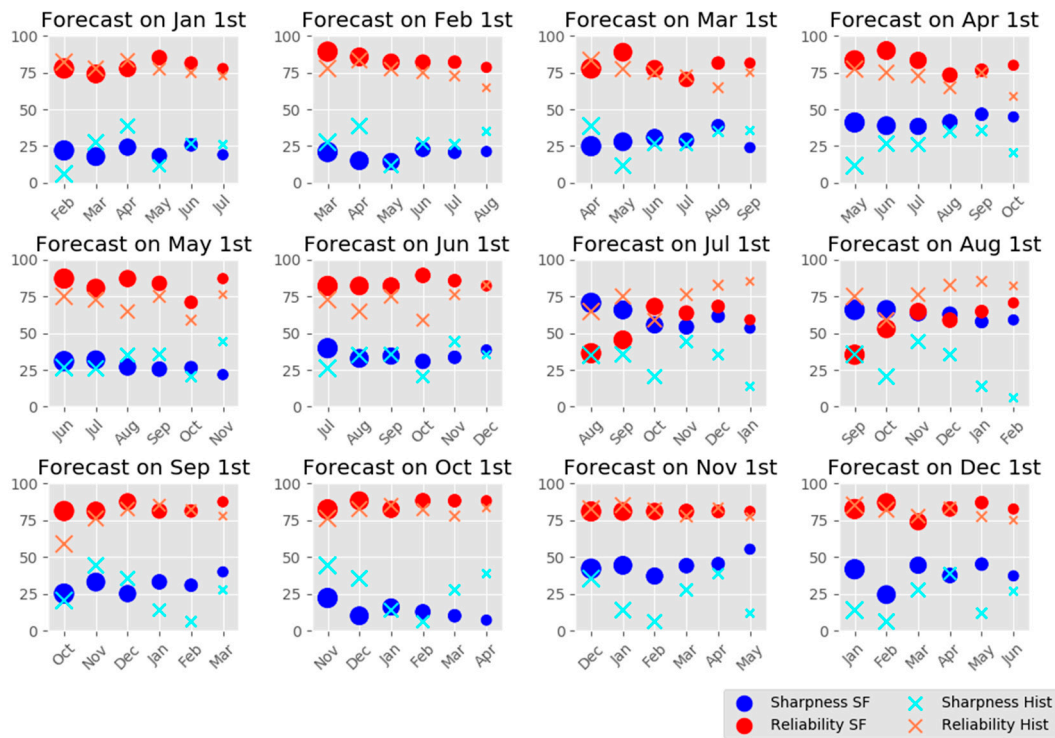 Forecast on Jan 1st
100
75
50
25
0
Feb Mar Apr May Jun Jul
Forecast on Feb 1st
100
75
50
25
0
Mar Apr May Jun Jul Aug
Forecast on Mar 1st
100
75
50
25
0
Apr May Jun Jul Aug Sep
Forecast on Apr 1st
100
75
50
25
0
May Jun Jul Aug Sep Oct
Forecast on May 1st
100
75
50
25
0
Jun Jul Aug Sep Oct Nov
Forecast on Jun 1st
100
75
50
25
0
Jul Aug Sep Oct Nov Dec
Forecast on Jul 1st
100
75
50
25
0
Aug Sep Oct Nov Dec Jan
Forecast on Aug 1st
100
75
50
25
0
Sep Oct Nov Dec Jan Feb
Forecast on Sep 1st
100
75
50
25
0
Oct Nov Dec Jan Feb Mar
Forecast on Oct 1st
100
75
50
25
0
Nov Dec Jan Feb Mar Apr
Forecast on Nov 1st
100
75
50
25
0
Dec Jan Feb Mar Apr May
Forecast on Dec 1st
100
75
50
25
0
Jan Feb Mar Apr May Jun
Sharpness SF Sharpness Hist
Reliability SF Reliability Hist